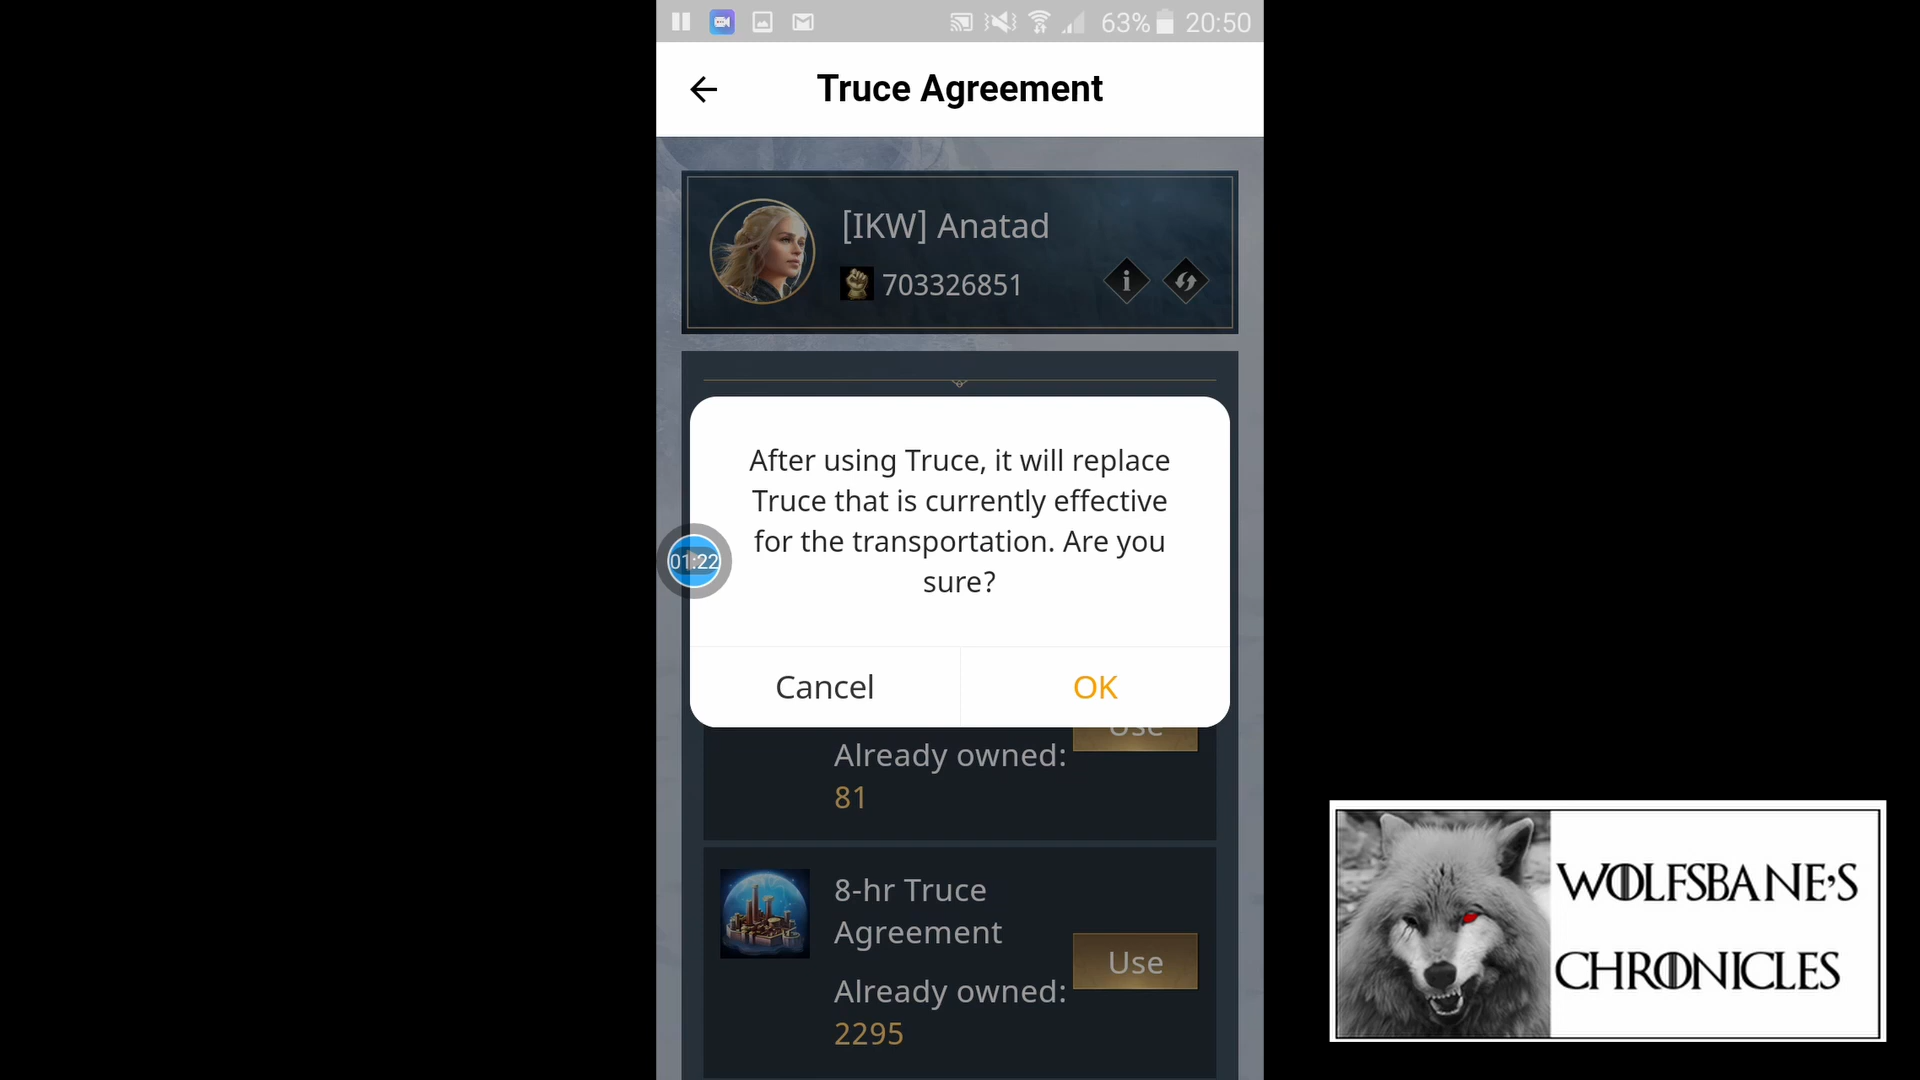 63% 20:50
Truce Agreement
[IKW] Anatad
703326851
After using Truce, it will replace
Truce that is currently effective
for the transportation. Are you
sure?
01:22
Cancel
OK
Use
Already owned:
81
8-hr Truce
Agreement
Use
Already owned:
2295
WOLFSBANE'S
CHRONICLES